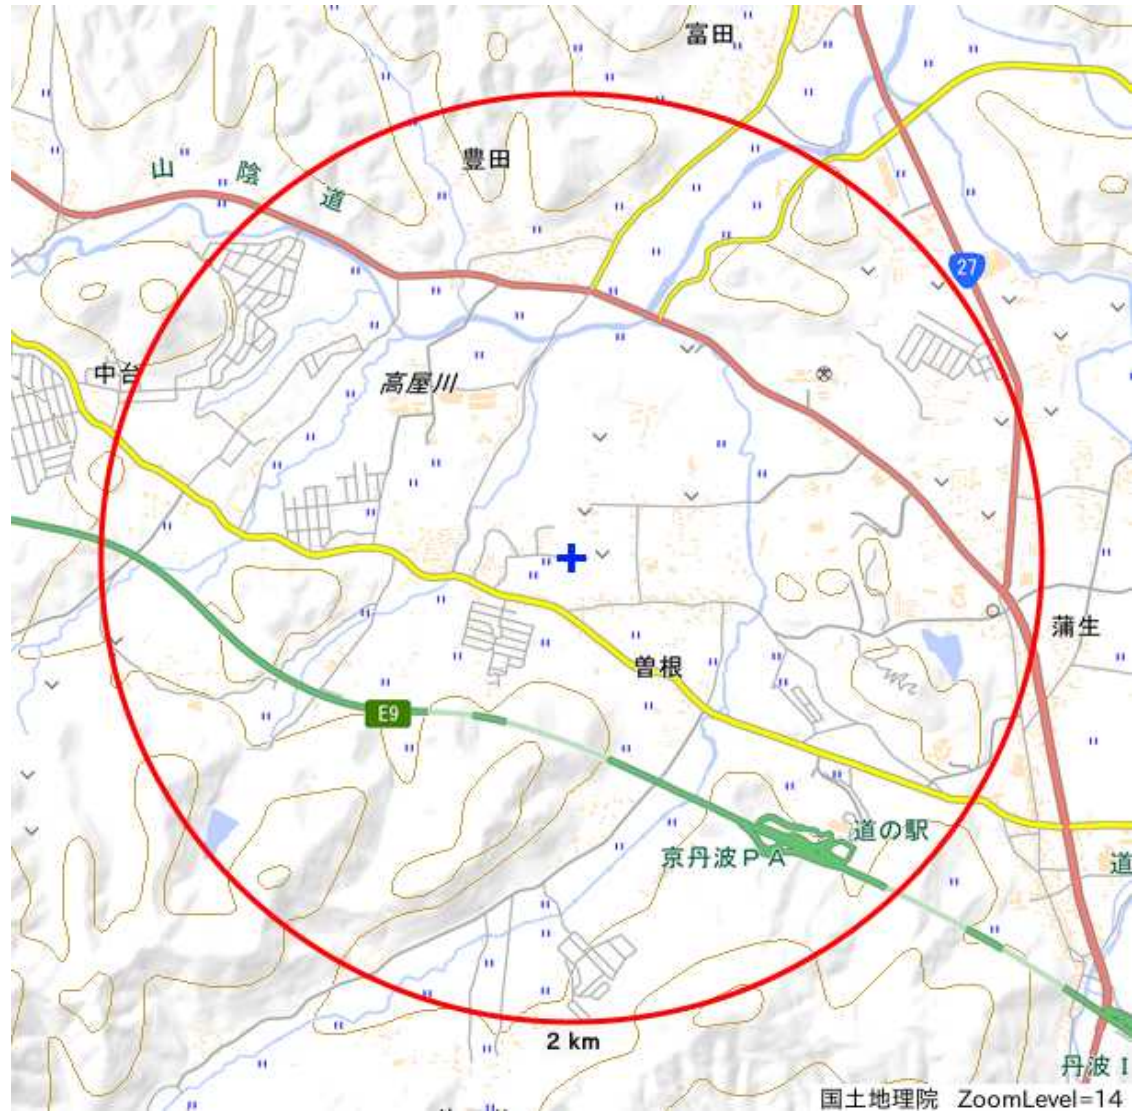 富田
豊田
山陰道
27
中台
高屋川
蒲生
曽根
E9
道の駅
京丹波PA
道
2 km
丹波I
国土地理院 ZoomLevel=14